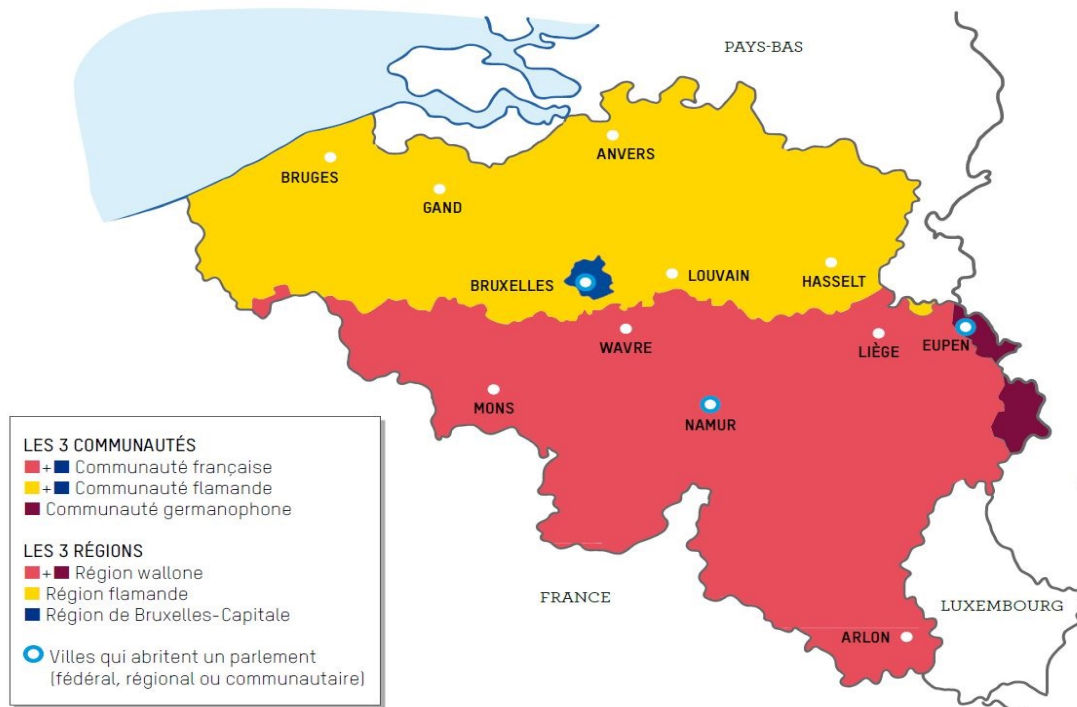 PAYS-BAS
ANVERS
BRUGES
GAND
BRUXELLES
LOUVAIN
HASSELT
WAVRE
LIÈGE
EUPEN
MONS
NAMUR
LES 3 COMMUNAUTÉS
+ Communauté française
+ Communauté flamande
Communauté germanophone
LES 3 RÉGIONS
+ Région wallone
Région flamande
Région de Bruxelles-Capitale
Villes qui abritent un parlement
(fédéral, régional ou communautaire)
FRANCE
LUXEMBOURG
ARLON